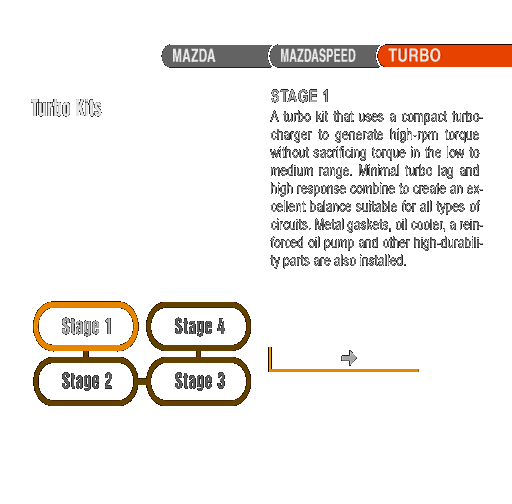 MAZDA
MAZDASPEED
TURBO
Turbo Kits
STAGE 1
A turbo kit that uses a compact turbo-
charger to generate high-rpm torque
without sacrificing torque in the low to
medium range. Minimal turbo lag and
high response combine to create an ex-
cellent balance suitable for all types of
circuits. Metal gaskets, oil cooler, a rein-
forced oil pump and other high-durabili-
ty parts are also installed.
Stage 1
Stage 4
Stage 2
Stage 3